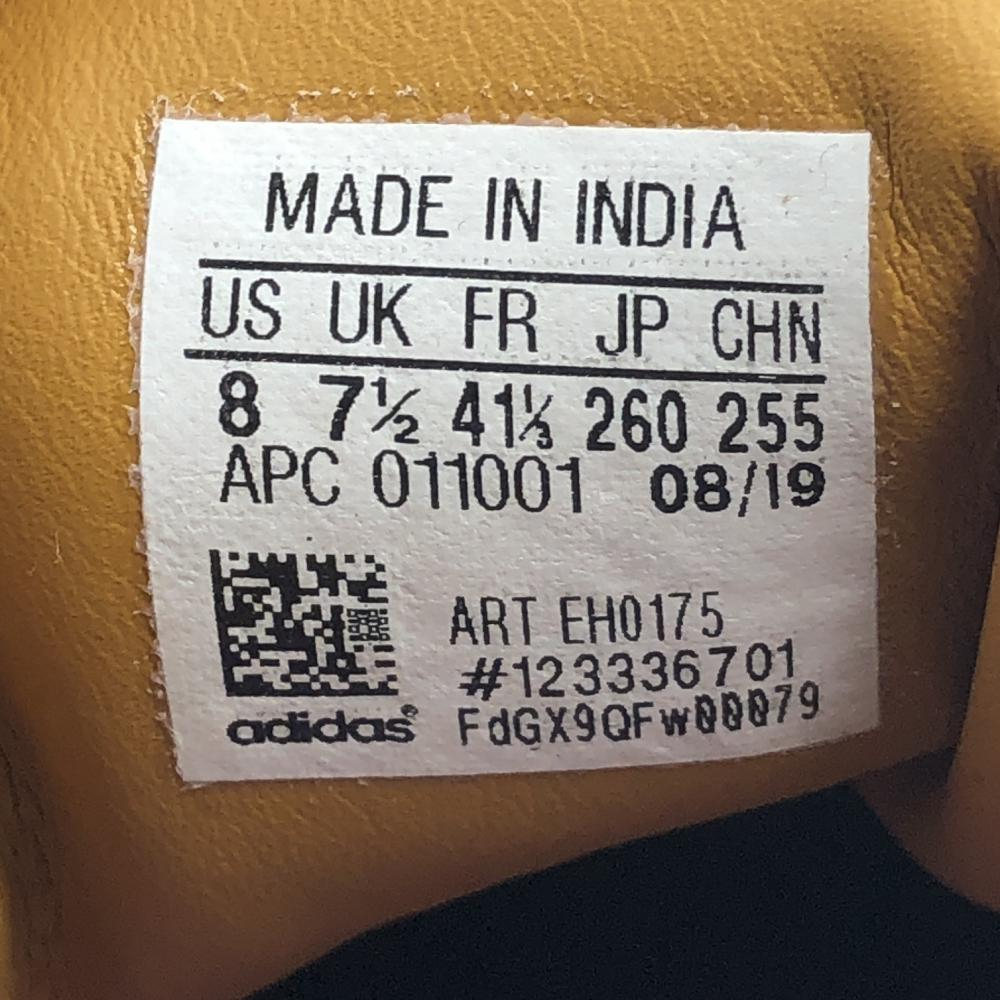 MADE IN INDIA
US UK FR JP CHN
8 7½ 41⅓ 260 255
APC 011001 08/19
ART EH0175
#123336701
adidas® FdGX9QFw00079